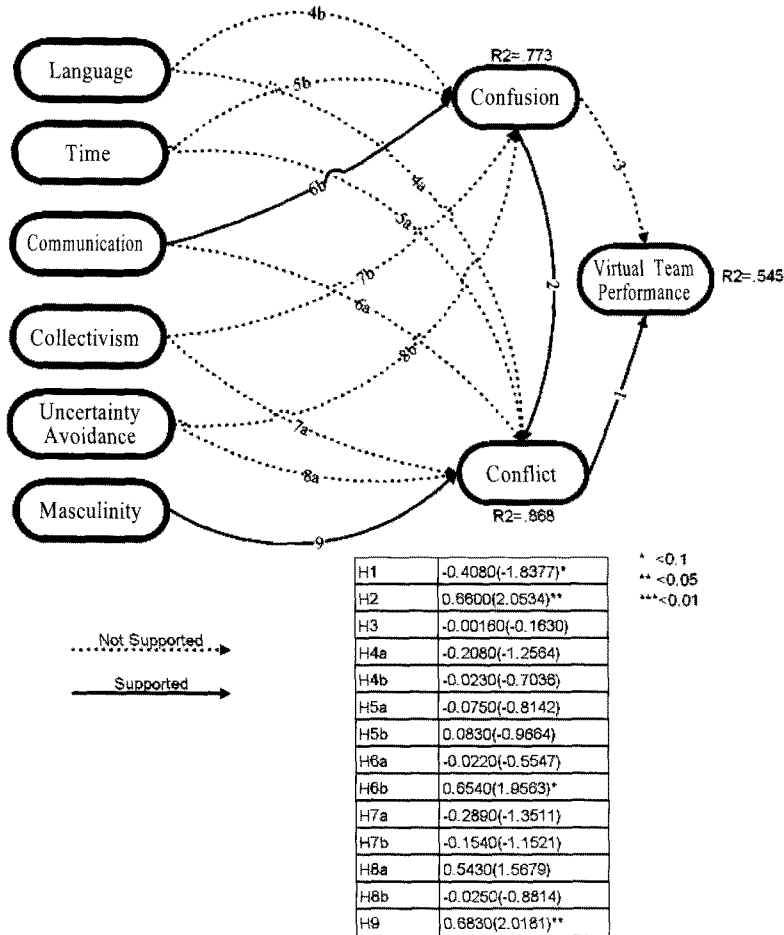 4b
R2=.773
Language
5b
Confusion
Time
3
6b
4a
5a
Communication
Virtual Team
Performance
R2=.545
7b
6a
2
Collectivism
8b
Uncertainty
Avoidance
7a
1
8a
Conflict
Masculinity
R2=.868
9
H1 -0.4080(-1.8377)*
H2 0.6600(2.0534)**
H3 -0.00160(-0.1630)
H4a -0.2080(-1.2564)
H4b -0.0230(-0.7036)
H5a -0.0750(-0.8142)
H5b 0.0830(-0.9664)
H6a -0.0220(-0.5547)
H6b 0.6540(1.9563)*
H7a -0.2890(-1.3511)
H7b -0.1540(-1.1521)
H8a 0.5430(1.5679)
H8b -0.0250(-0.8814)
H9 0.6830(2.0181)**
* <0.1
** <0.05
***<0.01
Not Supported
Supported